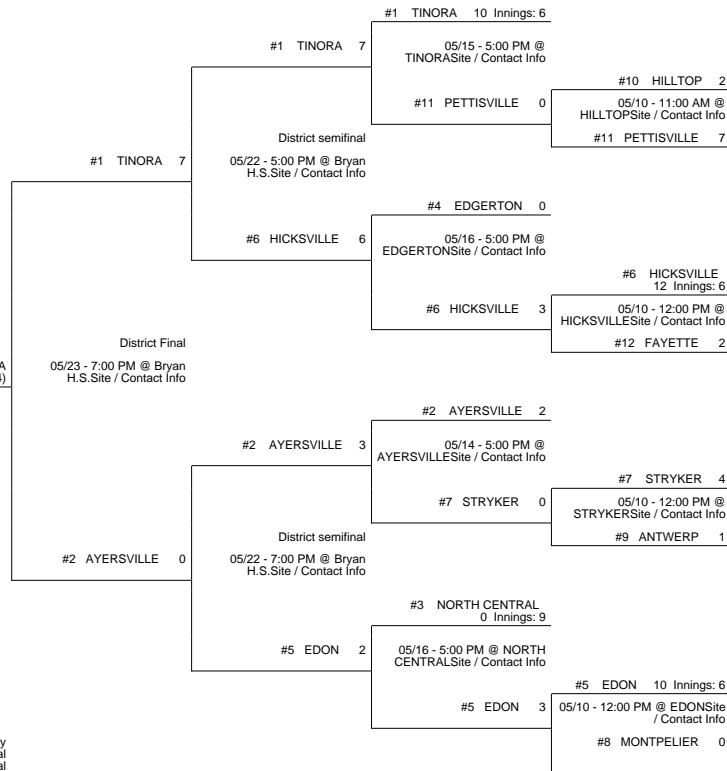 #1 TINORA 10 Innings: 6
#1 TINORA 7
05/15 - 5:00 PM @
TINORASite / Contact Info
#10 HILLTOP 2
#11 PETTISVILLE 0
05/10 - 11:00 AM @
HILLTOPSite / Contact Info
#11 PETTISVILLE 7
District semifinal
#1 TINORA 7
05/22 - 5:00 PM @ Bryan
H.S.Site / Contact Info
#4 EDGERTON 0
#6 HICKSVILLE 6
05/16 - 5:00 PM @
EDGERTONSite / Contact Info
#6 HICKSVILLE
12 Innings: 6
#6 HICKSVILLE 3
05/10 - 12:00 PM @
HICKSVILLESite / Contact Info
#12 FAYETTE 2
District Final
A
4)
05/23 - 7:00 PM @ Bryan
H.S.Site / Contact Info
#2 AYERSVILLE 2
#2 AYERSVILLE 3
05/14 - 5:00 PM @
AYERSVILLESite / Contact Info
#7 STRYKER 4
#7 STRYKER 0
05/10 - 12:00 PM @
STRYKERSite / Contact Info
#9 ANTWERP 1
District semifinal
#2 AYERSVILLE 0
05/22 - 7:00 PM @ Bryan
H.S.Site / Contact Info
#3 NORTH CENTRAL
0 Innings: 9
#5 EDON 2
05/16 - 5:00 PM @ NORTH
CENTRALSite / Contact Info
#5 EDON 10 Innings: 6
#5 EDON 3
05/10 - 12:00 PM @ EDONSite
/ Contact Info
#8 MONTPELIER 0
y
al
al